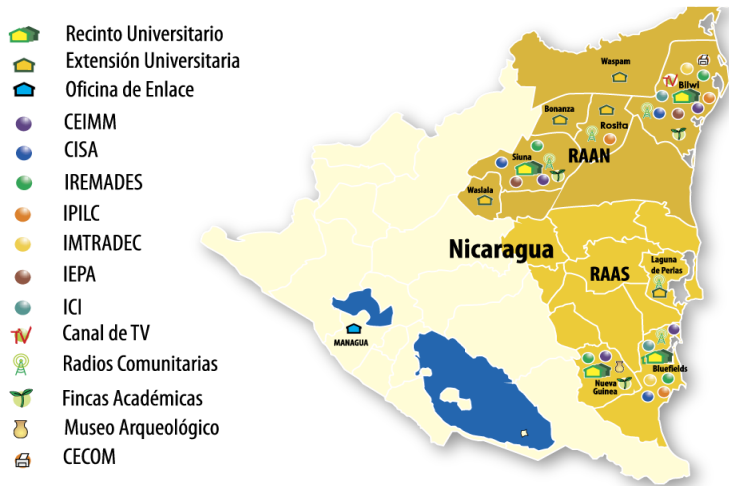 Recinto Universitario
Extensión Universitaria
Oficina de Enlace
CEIMM
CISA
IREMADES
IPILC
IMTRADEC
IEPA
ICI
TV
Canal de TV
Radios Comunitarias
Fincas Académicas
Museo Arqueológico
CECOM
Waspam
TV
Bilwi
Bonanza
Rosita
Siuna
RAAN
Waslala
Nicaragua
Laguna
de Perlas
RAAS
MANAGUA
Bluefields
Nueva
Guinea